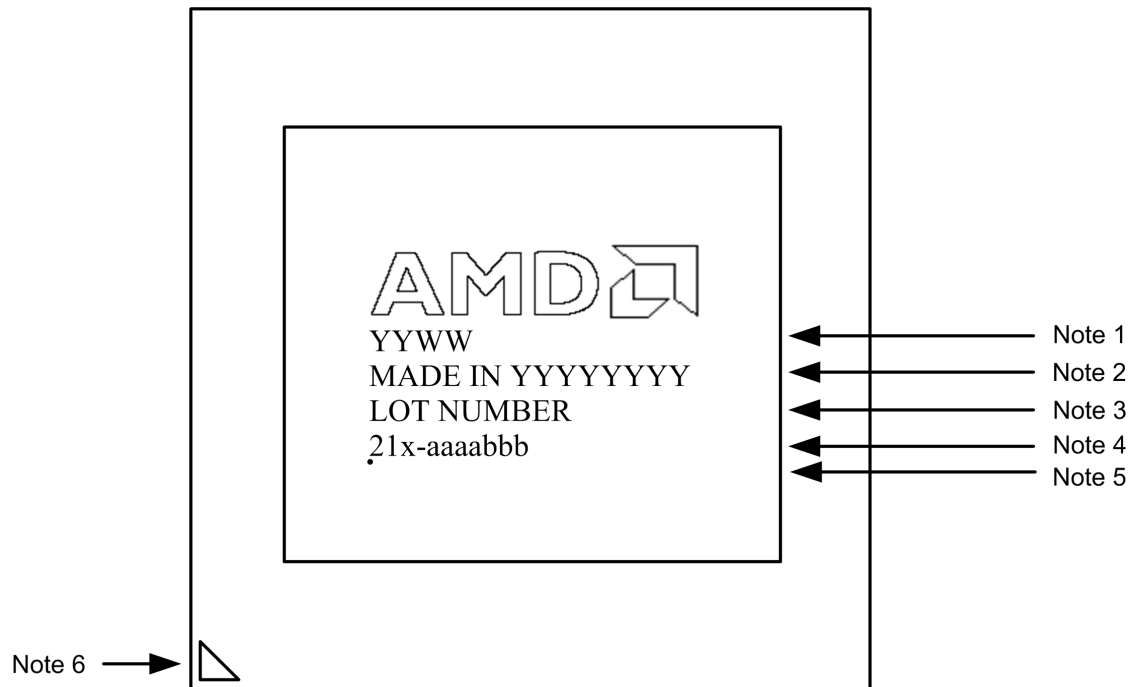 AMD
YYWW
MADE IN YYYYYYYY
LOT NUMBER
21x-aaaabbb
Note 1
Note 2
Note 3
Note 4
Note 5
Note 6